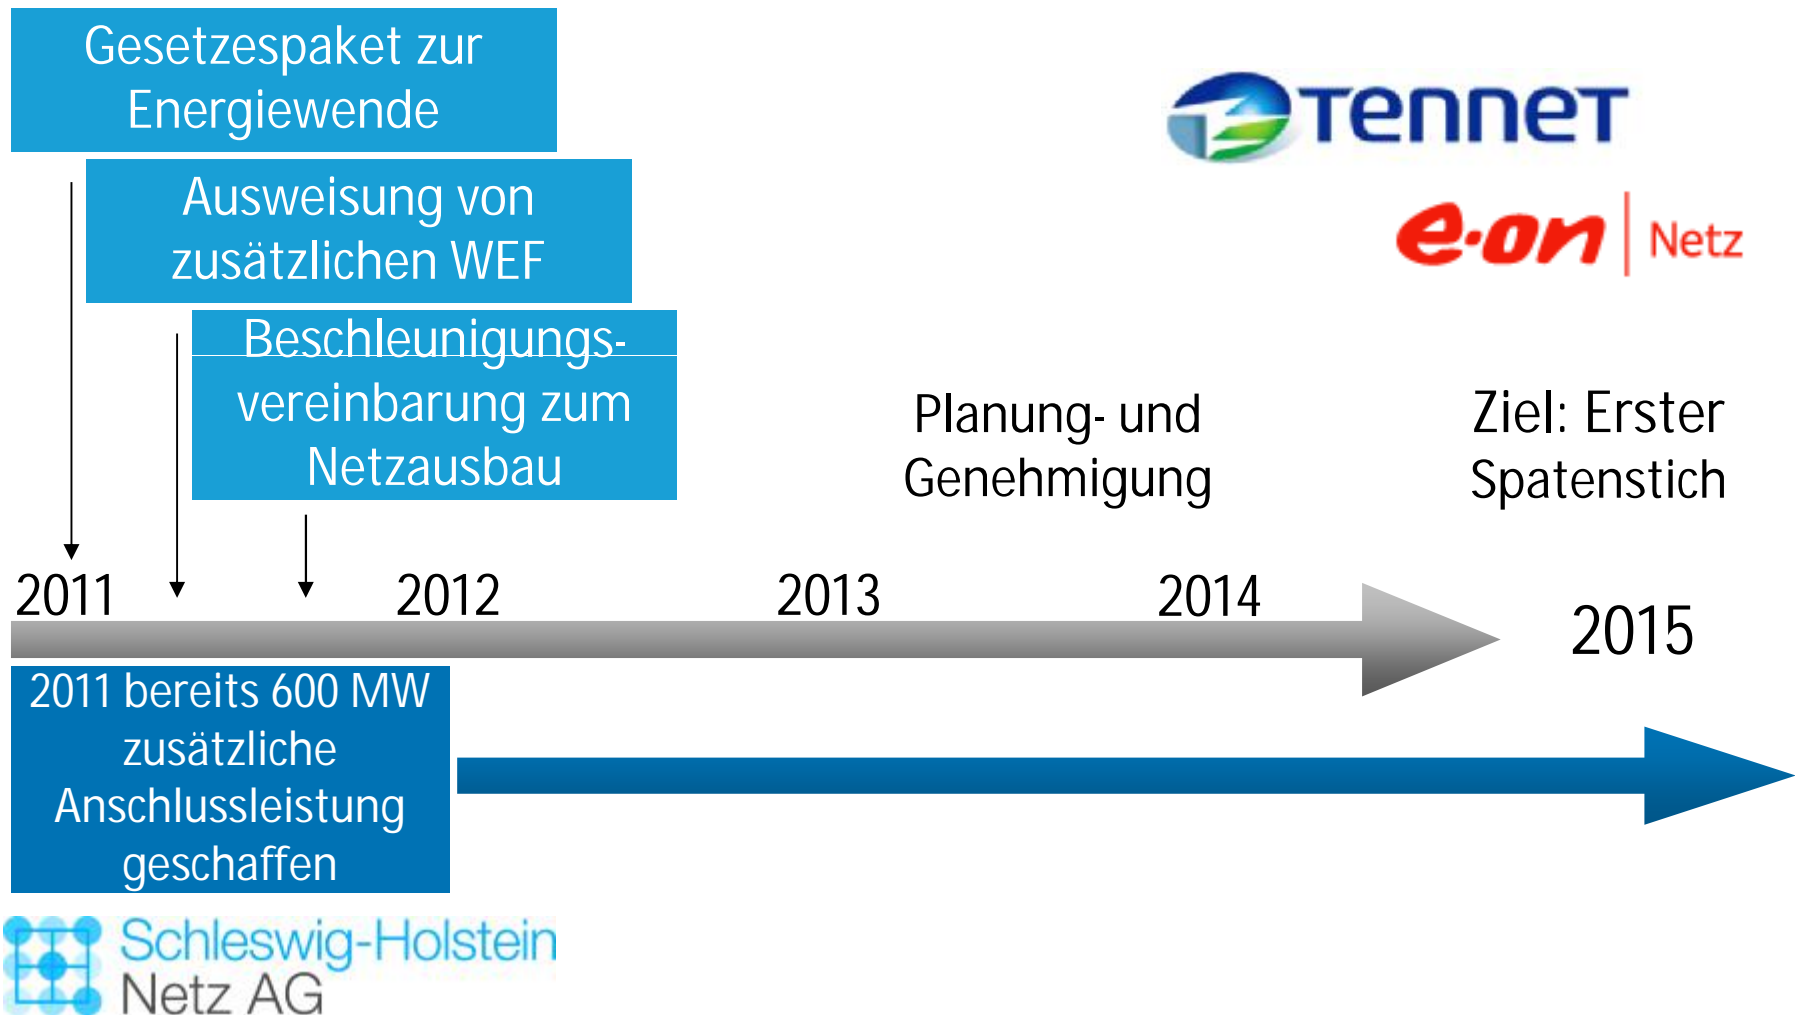 Gesetzespaket zur
Energiewende
TenneT
Ausweisung von
zusätzlichen WEF
e·on | Netz
Beschleunigungs-
vereinbarung zum
Netzausbau
Planung- und
Genehmigung
Ziel: Erster
Spatenstich
2011
2012
2013
2014
2015
2011 bereits 600 MW
zusätzliche
Anschlussleistung
geschaffen
Schleswig-Holstein
Netz AG